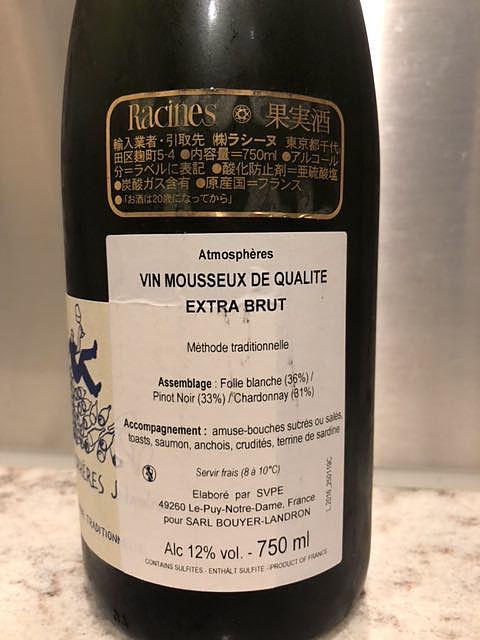 Racines 果実酒
輸入業者・引取先 ㈱ラシーヌ 東京都千代
田区麹町5-4 ●内容量=750ml ●アルコール
分=ラベルに表記 ●酸化防止剤=亜硫酸塩
●炭酸ガス含有 ●原産国=フランス
●「お酒は20歳になってから」
Atmosphères
VIN MOUSSEUX DE QUALITE
EXTRA BRUT
Méthode traditionnelle
Assemblage : Folie blanche (36%) /
Pinot Noir (33%) / Chardonnay (31%)
Accompagnement : amuse-bouches sucrés ou salés,
toasts, saumon, anchois, crudités, terrine de sardine
Servir frais (8 à 10°C)
Elaboré par SVPE
49260 Le-Puy-Notre-Dame, France
pour SARL BOUYER-LANDRON
Alc 12% vol. - 750 ml
CONTAINS SULFITES - ENTHÄLT SULFITE - PRODUCT OF FRANCE
L.2016_250119C
ÈRES J
TRADITIONN